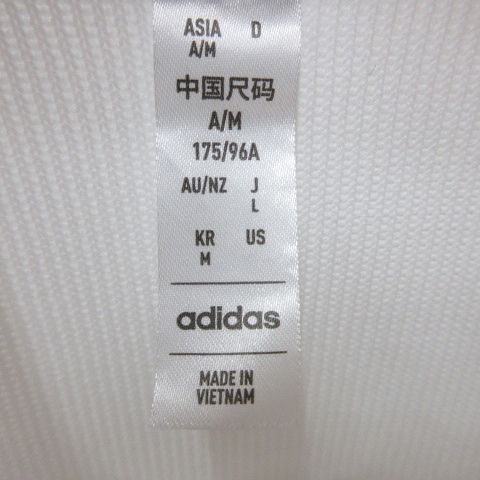 ASIA D
A/M
中国尺码
A/M
175/96A
AU/NZ J
L
KR US
M
adidas
MADE IN
VIETNAM